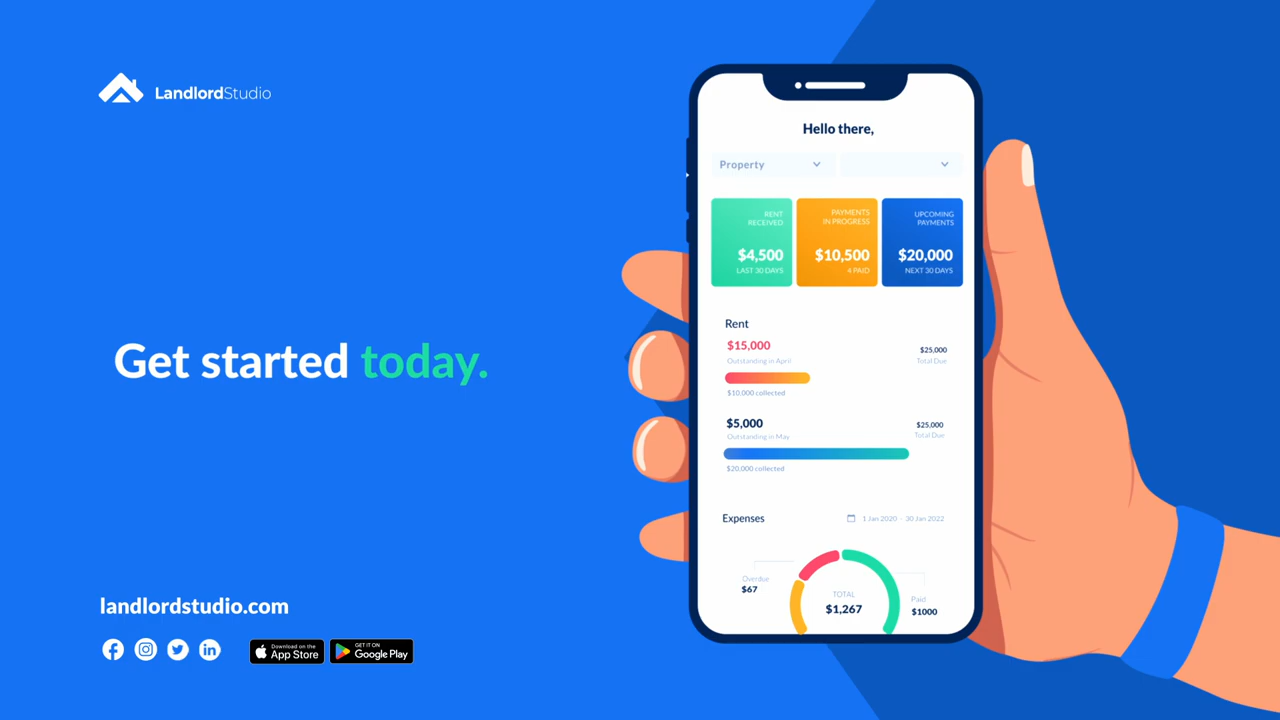 LandlordStudio
Get started today.
landlordstudio.com
Download on the
App Store
GET IT ON
Google Play
Hello there,
Property
RENT
RECEIVED
$4,500
LAST 30 DAYS
PAYMENTS
IN PROGRESS
$10,500
4 PAID
UPCOMING
PAYMENTS
$20,000
NEXT 30 DAYS
Rent
$15,000
Outstanding in April
$25,000
Total Due
$10,000 collected
$5,000
Outstanding in May
$25,000
Total Due
$20,000 collected
Expenses
1 Jan 2020 - 30 Jan 2022
Overdue
$67
TOTAL
$1,267
Paid
$1000